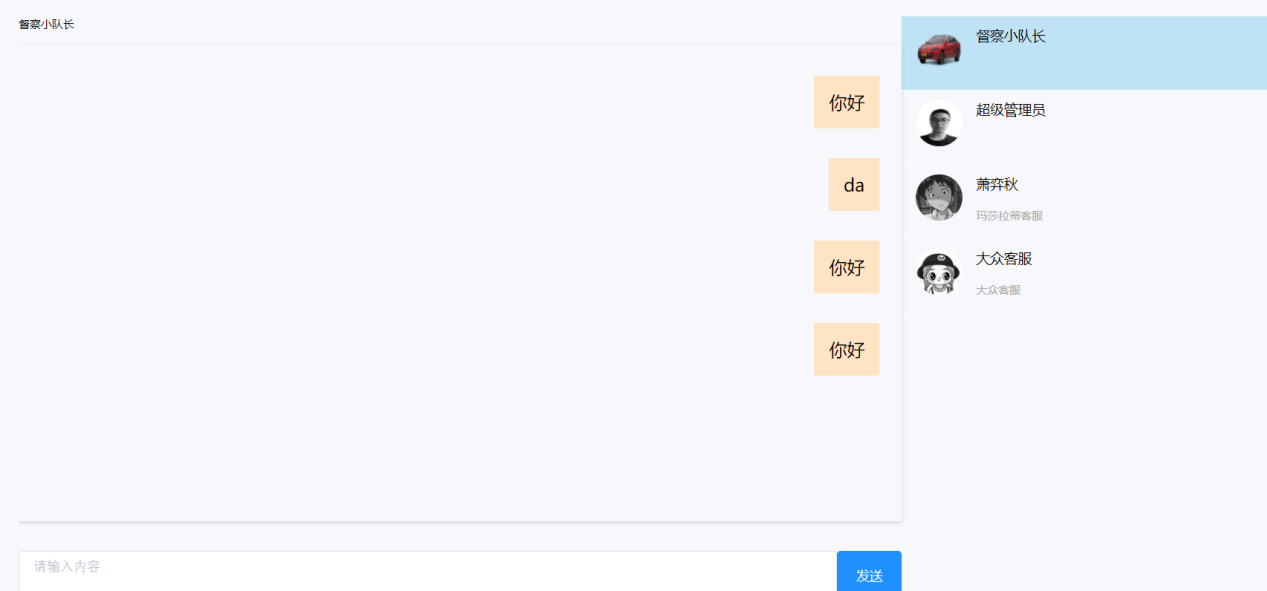 督察小队长
你好
da
你好
你好
请输入内容
发送
督察小队长
超级管理员
萧弈秋
玛莎拉蒂客服
大众客服
大众客服